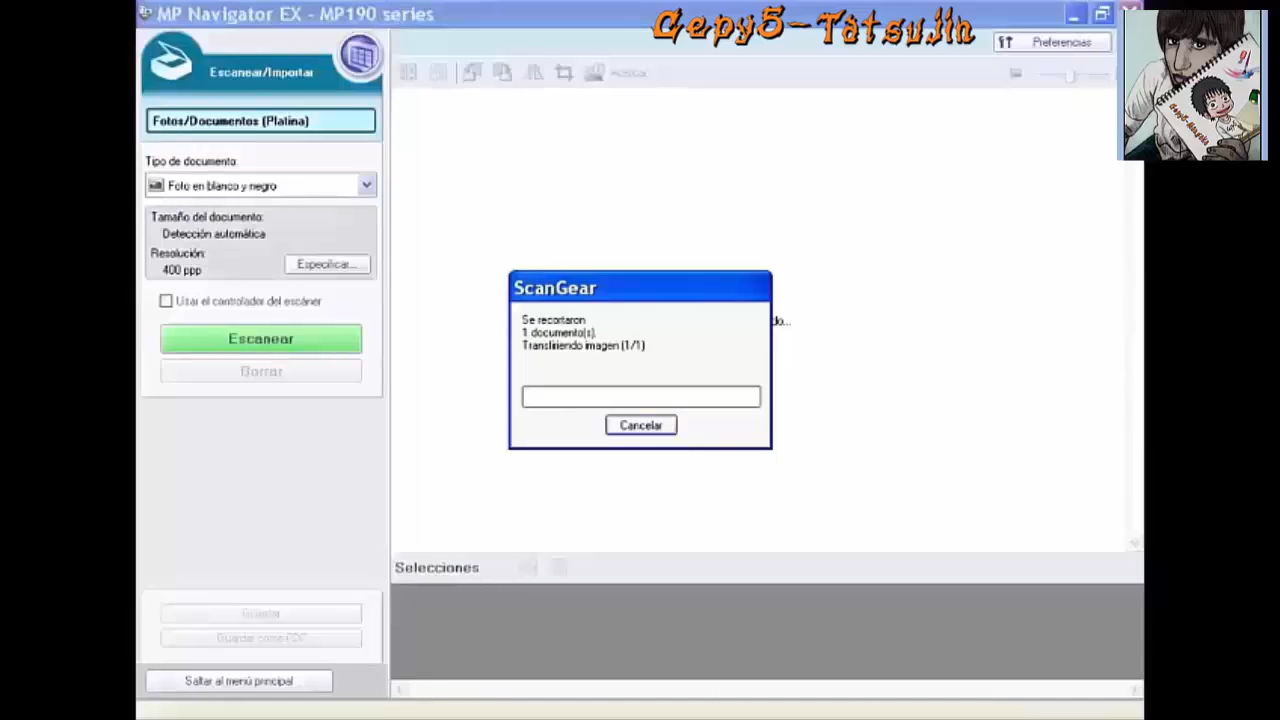 MP Navigator EX - MP190 series
Gepy5-Tatsujin
Preferencias
Escanear/Importar
Fotos/Documentos (Platina)
Tipo de documento:
Foto en blanco y negro
Tamaño del documento:
Detección automática
Resolución:
400 ppp
Especificar...
Usar el controlador del escáner
Escanear
Borrar
ScanGear
Se recortaron
1 documento(s).
Transfiriendo imagen (1/1)
do...
Cancelar
Selecciones
Guardar
Guardar como PDF
Saltar al menú principal